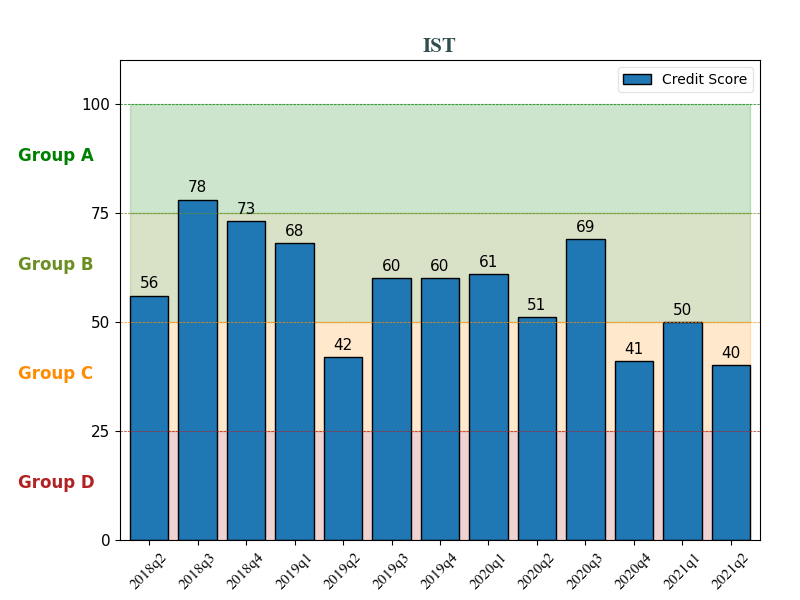 IST
Credit Score
100
75
50
25
0
Group A
Group B
Group C
Group D
56
78
73
68
42
60
60
61
51
69
41
50
40
2018q2
2018q3
2018q4
2019q1
2019q2
2019q3
2019q4
2020q1
2020q2
2020q3
2020q4
2021q1
2021q2